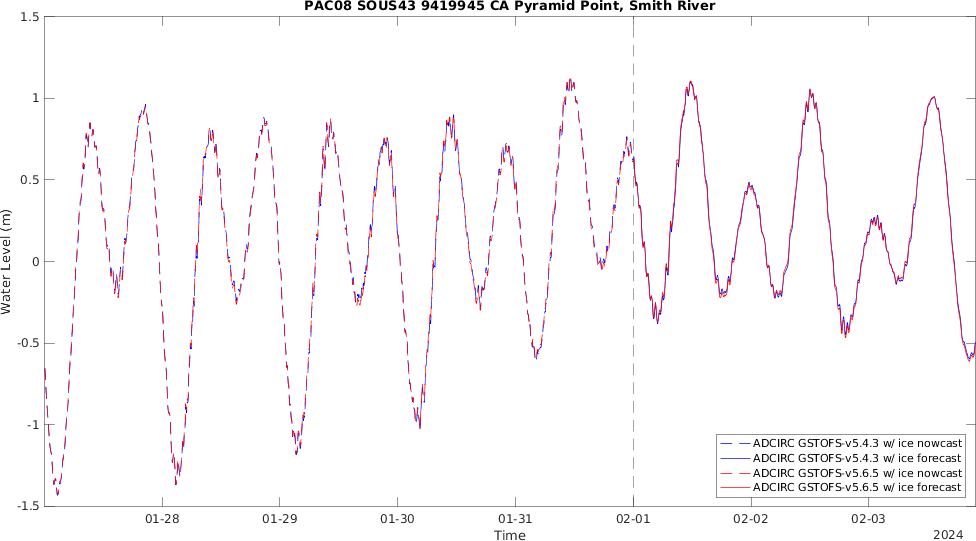 PAC08 SOUS43 9419945 CA Pyramid Point, Smith River
1.5
1
0.5
0
-0.5
-1
-1.5
Water Level (m)
01-28
01-29
01-30
01-31
02-01
02-02
02-03
Time
2024
ADCIRC GSTOFS-v5.4.3 w/ ice nowcast
ADCIRC GSTOFS-v5.4.3 w/ ice forecast
ADCIRC GSTOFS-v5.6.5 w/ ice nowcast
ADCIRC GSTOFS-v5.6.5 w/ ice forecast